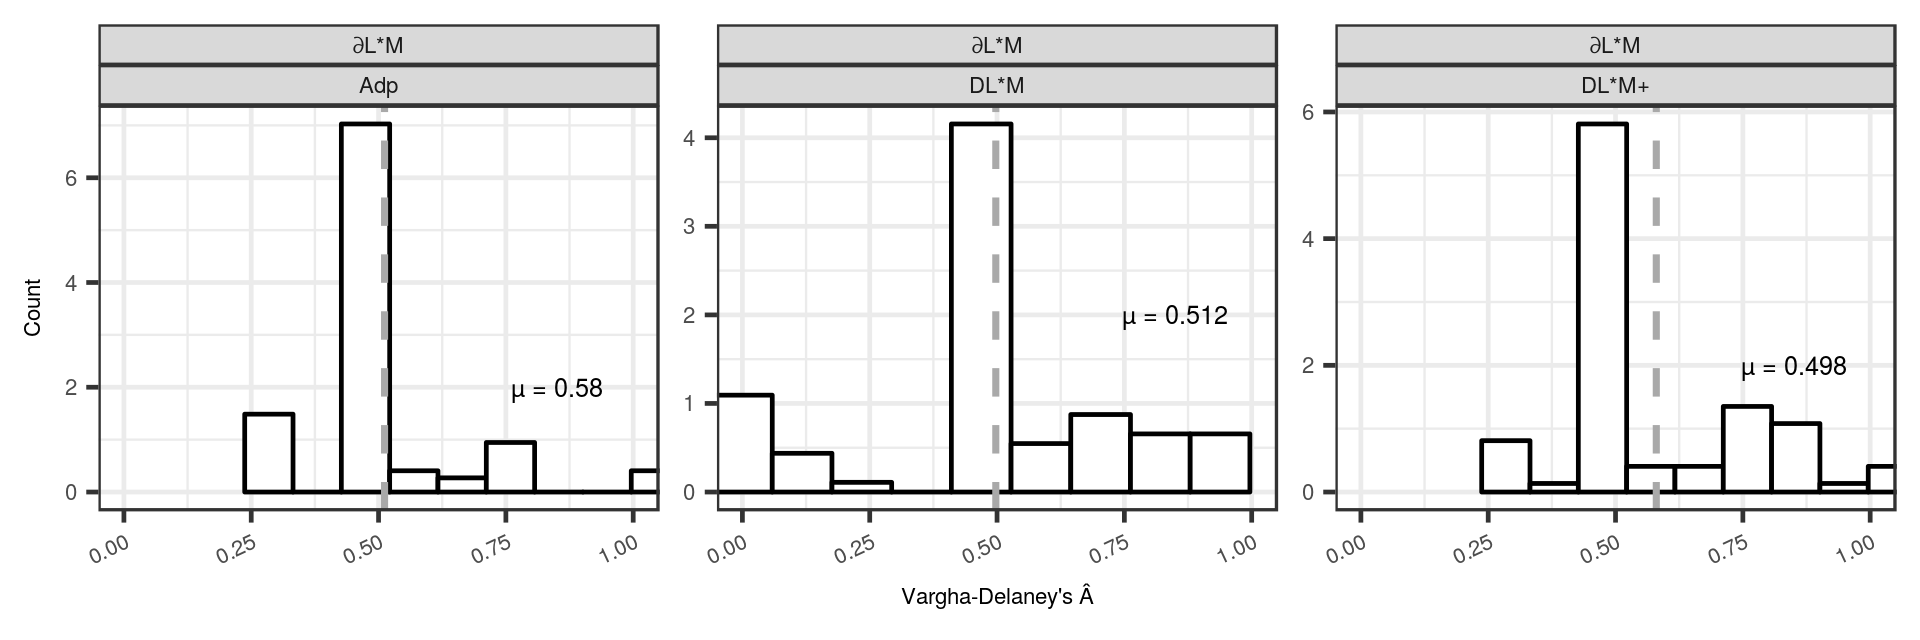 ∂L*M
Adp
∂L*M
DL*M
∂L*M
DL*M+
Count
6
4
2
0
μ = 0.58
0.00
0.25
0.50
0.75
1.00
4
3
2
1
0
μ = 0.512
0.00
0.25
0.50
0.75
1.00
6
4
2
0
μ = 0.498
0.00
0.25
0.50
0.75
1.00
Vargha-Delaney's Â